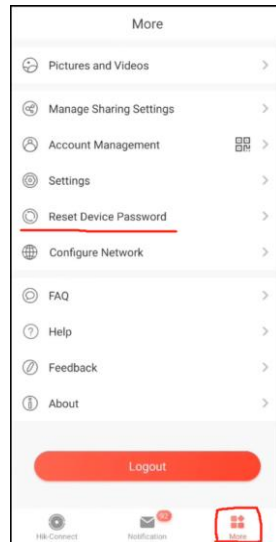 More
Pictures and Videos
Manage Sharing Settings
Account Management
Settings
Reset Device Password
Configure Network
FAQ
Help
Feedback
About
Logout
92
Hik-Connect
Notification
More